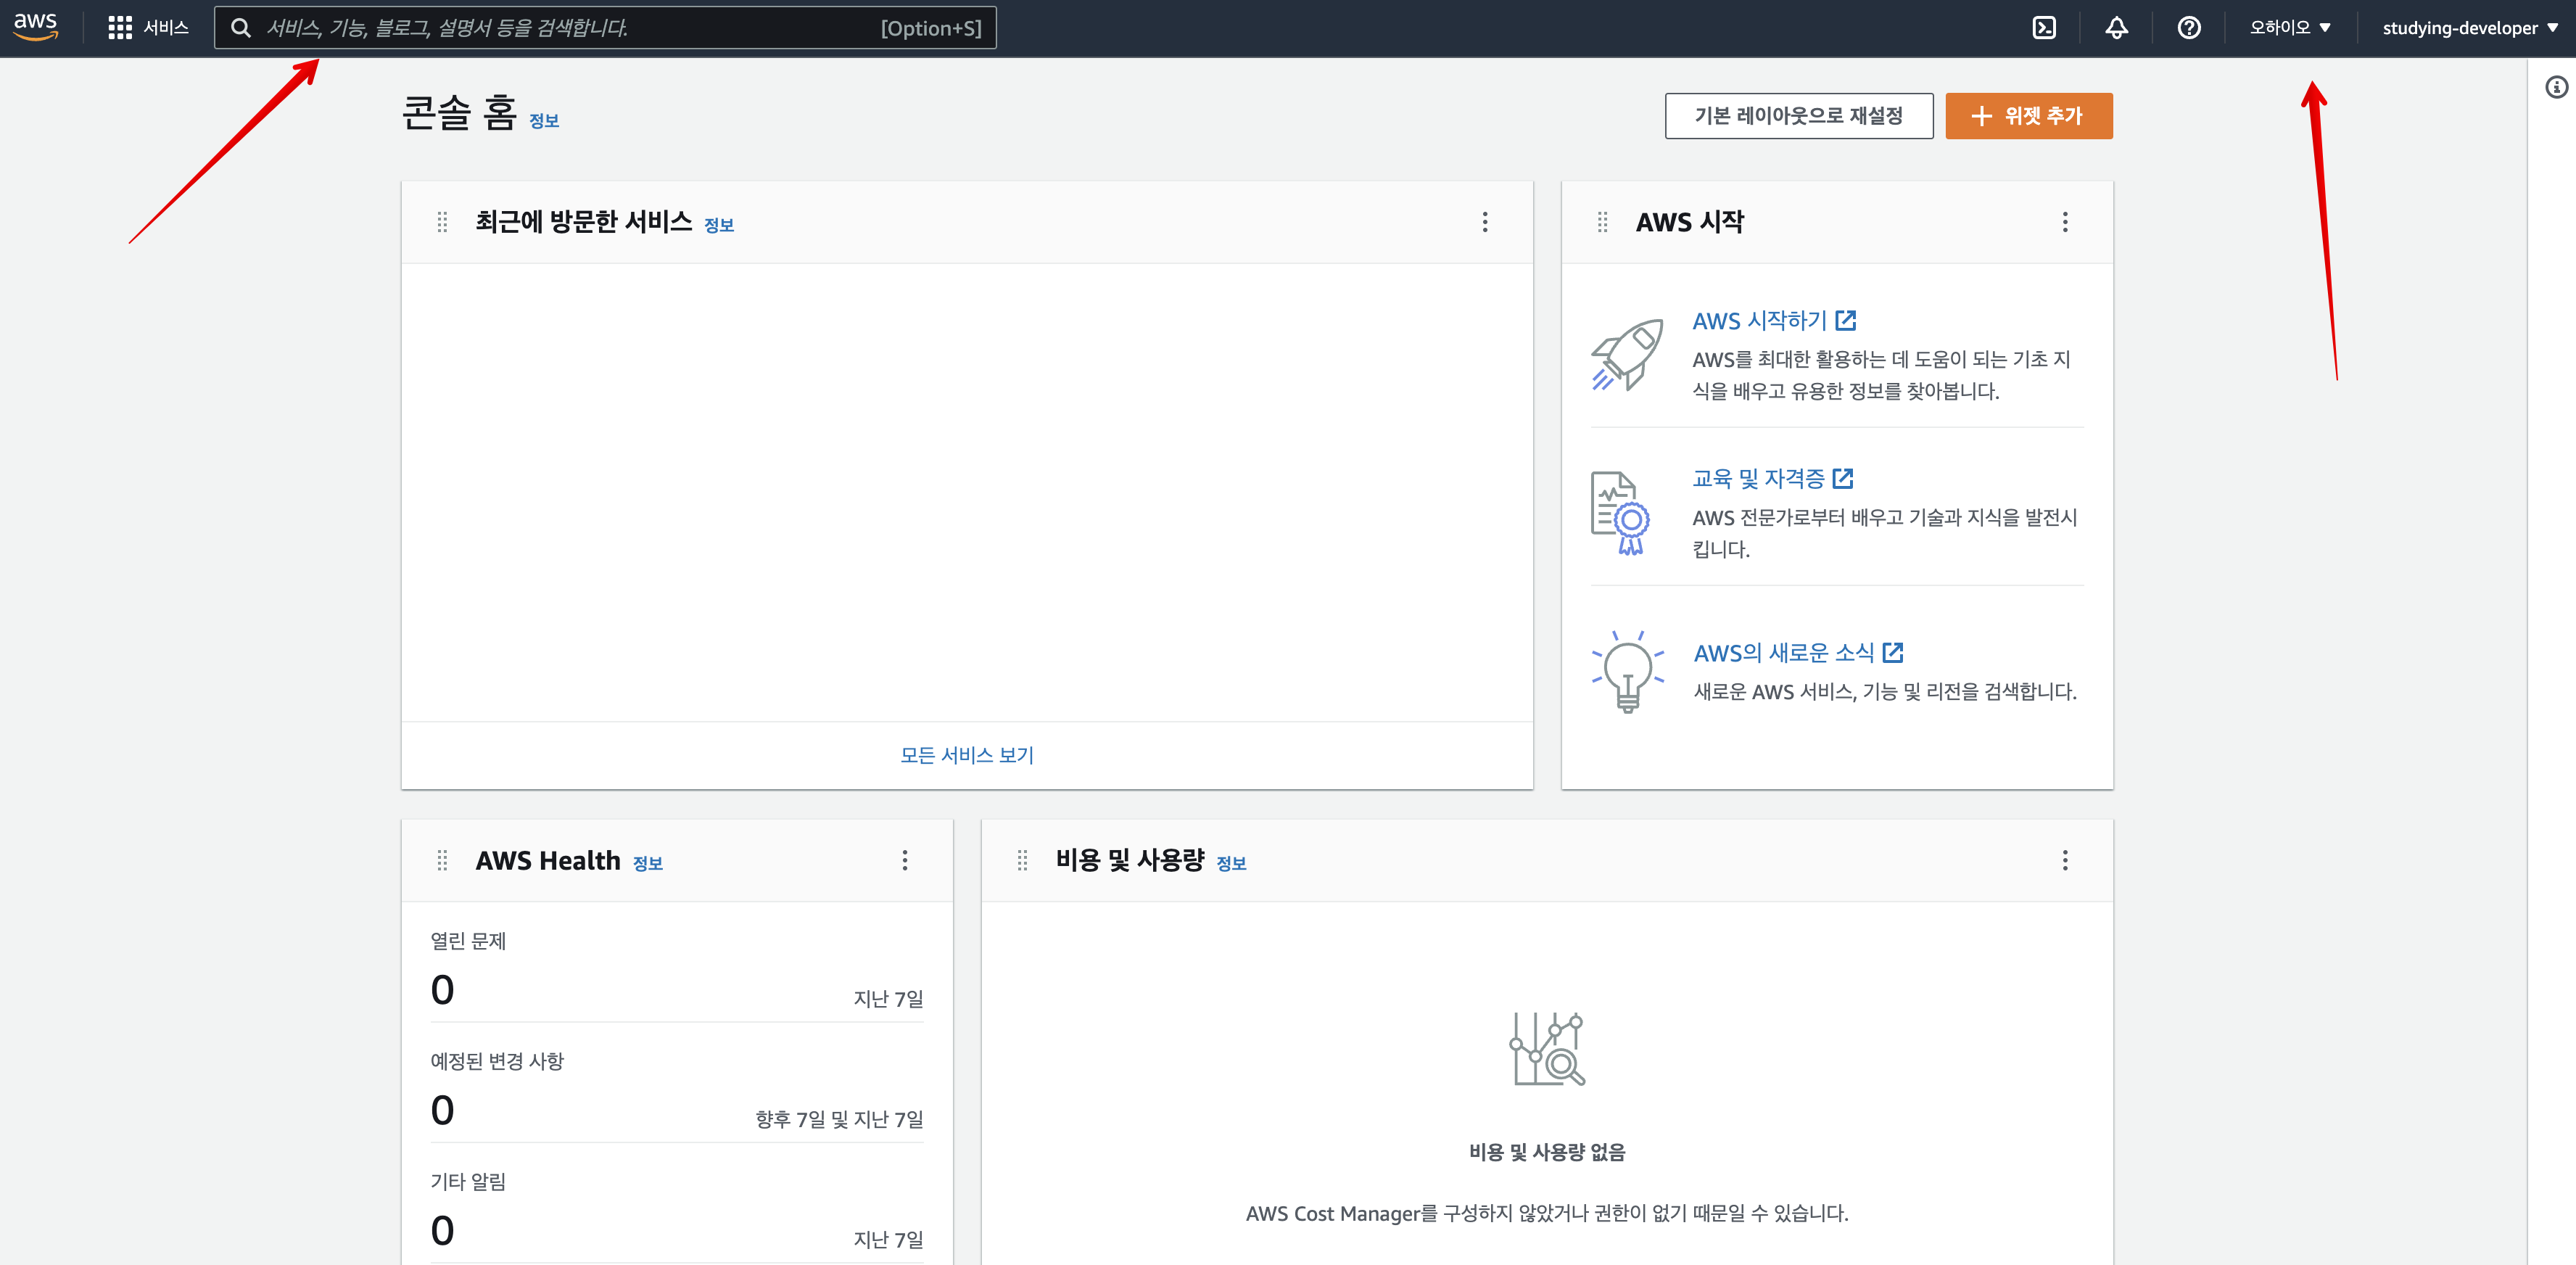 aws
서비스
서비스, 기능, 블로그, 설명서 등을 검색합니다.
[Option+S]
오하이오 ▼
studying-developer ▼
콘솔 홈 정보
기본 레이아웃으로 재설정
+ 위젯 추가
최근에 방문한 서비스 정보
모든 서비스 보기
AWS 시작
AWS 시작하기
AWS를 최대한 활용하는 데 도움이 되는 기초 지
식을 배우고 유용한 정보를 찾아봅니다.
교육 및 자격증
AWS 전문가로부터 배우고 기술과 지식을 발전시
킵니다.
AWS의 새로운 소식
새로운 AWS 서비스, 기능 및 리전을 검색합니다.
AWS Health 정보
열린 문제
0
지난 7일
예정된 변경 사항
0
향후 7일 및 지난 7일
기타 알림
0
지난 7일
비용 및 사용량 정보
비용 및 사용량 없음
AWS Cost Manager를 구성하지 않았거나 권한이 없기 때문일 수 있습니다.